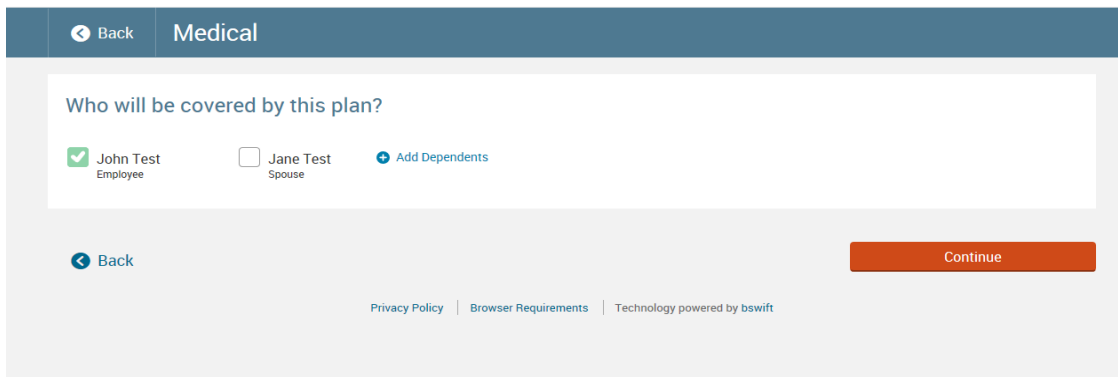 Back Medical
Who will be covered by this plan?
John Test Jane Test Add Dependents
Employee Spouse
Back Continue
Privacy Policy Browser Requirements Technology powered by bswift